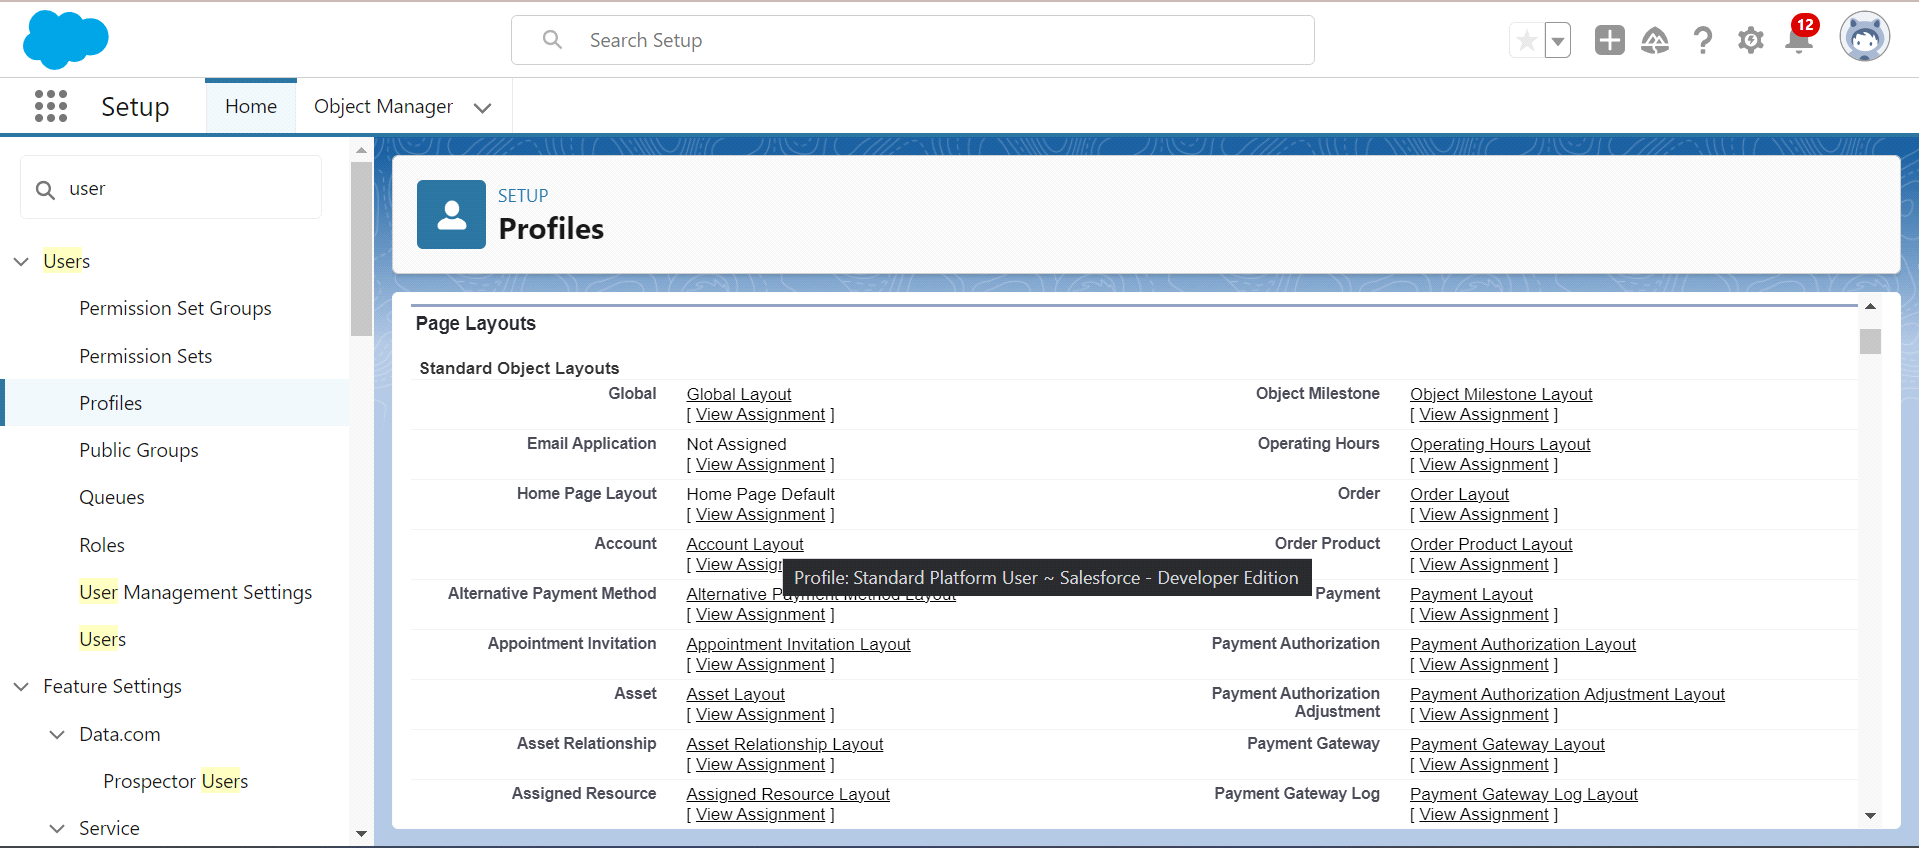 Search Setup
12
Setup
Home
Object Manager
user
Users
Permission Set Groups
Permission Sets
Profiles
Public Groups
Queues
Roles
User Management Settings
Users
Feature Settings
Data.com
Prospector Users
Service
SETUP
Profiles
Page Layouts
Standard Object Layouts
Global Global Layout Object Milestone Object Milestone Layout
[ View Assignment ] [ View Assignment ]
Email Application Not Assigned Operating Hours Operating Hours Layout
[ View Assignment ] [ View Assignment ]
Home Page Layout Home Page Default Order Order Layout
[ View Assignment ] [ View Assignment ]
Account Account Layout Order Product Order Product Layout
[ View Assign [ View Assignment ]
Profile: Standard Platform User ~ Salesforce - Developer Edition
Alternative Payment Method Alternative Payment Method Layout Payment Payment Layout
[ View Assignment ] [ View Assignment ]
Appointment Invitation Appointment Invitation Layout Payment Authorization Payment Authorization Layout
[ View Assignment ] [ View Assignment ]
Asset Asset Layout Payment Authorization Payment Authorization Adjustment Layout
[ View Assignment ] Adjustment [ View Assignment ]
Asset Relationship Asset Relationship Layout Payment Gateway Payment Gateway Layout
[ View Assignment ] [ View Assignment ]
Assigned Resource Assigned Resource Layout Payment Gateway Log Payment Gateway Log Layout
[ View Assignment ] [ View Assignment ]